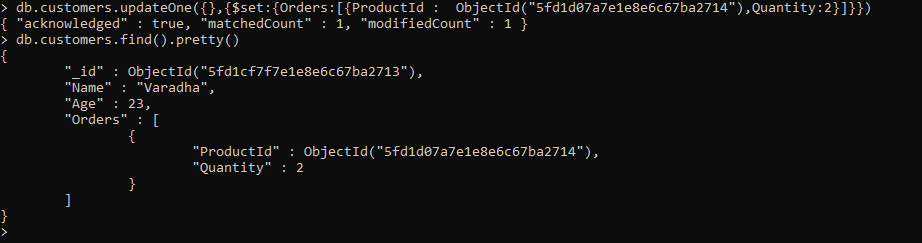 > db.customers.updateOne({},{$set:{Orders:[{ProductId :  ObjectId("5fd1d07a7e1e8e6c67ba2714"),Quantity:2}]}})
{ "acknowledged" : true, "matchedCount" : 1, "modifiedCount" : 1 }
> db.customers.find().pretty()
{
        "_id" : ObjectId("5fd1cf7f7e1e8e6c67ba2713"),
        "Name" : "Varadha",
        "Age" : 23,
        "Orders" : [
                {
                        "ProductId" : ObjectId("5fd1d07a7e1e8e6c67ba2714"),
                        "Quantity" : 2
                }
        ]
}
>